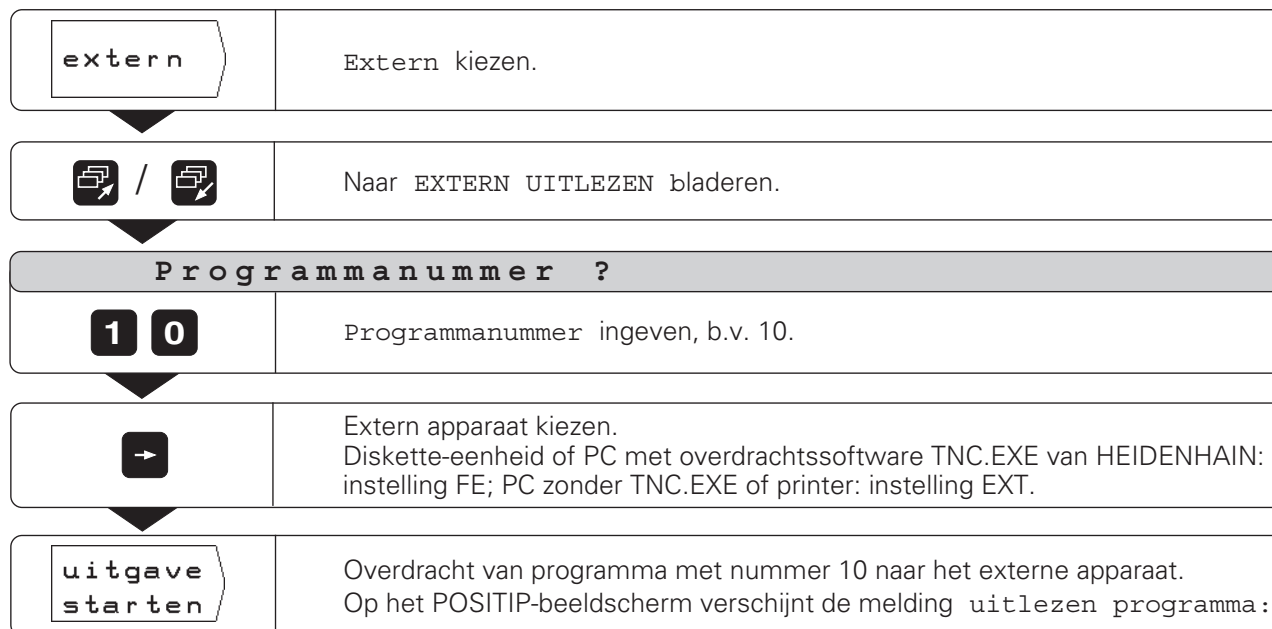 extern
Extern kiezen.
/
Naar EXTERN UITLEZEN bladeren.
Programmanummer ?
1 0
Programmanummer ingeven, b.v. 10.
Extern apparaat kiezen.
Diskette-eenheid of PC met overdrachtssoftware TNC.EXE van HEIDENHAIN:
instelling FE; PC zonder TNC.EXE of printer: instelling EXT.
uitgave
starten
Overdracht van programma met nummer 10 naar het externe apparaat.
Op het POSITIP-beeldscherm verschijnt de melding uitlezen programma: